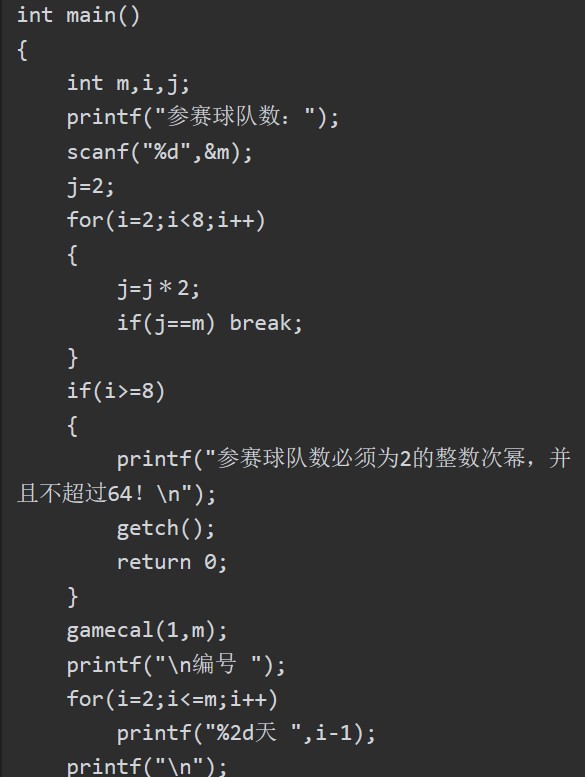 int main()
{
    int m,i,j;
    printf("参赛球队数：");
    scanf("%d",&m);
    j=2;
    for(i=2;i<8;i++)
    {
        j=j＊2;
        if(j==m) break;
    }
    if(i>=8)
    {
        printf("参赛球队数必须为2的整数次幂，并
且不超过64！\n");
        getch();
        return 0;
    }
    gamecal(1,m);
    printf("\n编号 ");
    for(i=2;i<=m;i++)
        printf("%2d天 ",i-1);
    printf("\n");